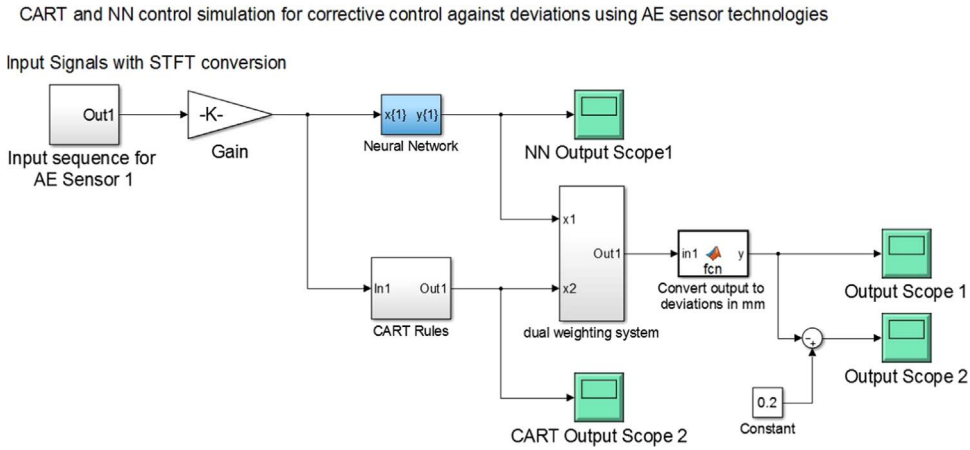 CART and NN control simulation for corrective control against deviations using AE sensor technologies
Input Signals with STFT conversion
Out1
Input sequence for
AE Sensor 1
-K-
Gain
x{1} y{1}
Neural Network
NN Output Scope1
In1 Out1
CART Rules
x1
x2
Out1
dual weighting system
CART Output Scope 2
in1 y
fcn
Convert output to
deviations in mm
Output Scope 1
- +
Output Scope 2
0.2
Constant